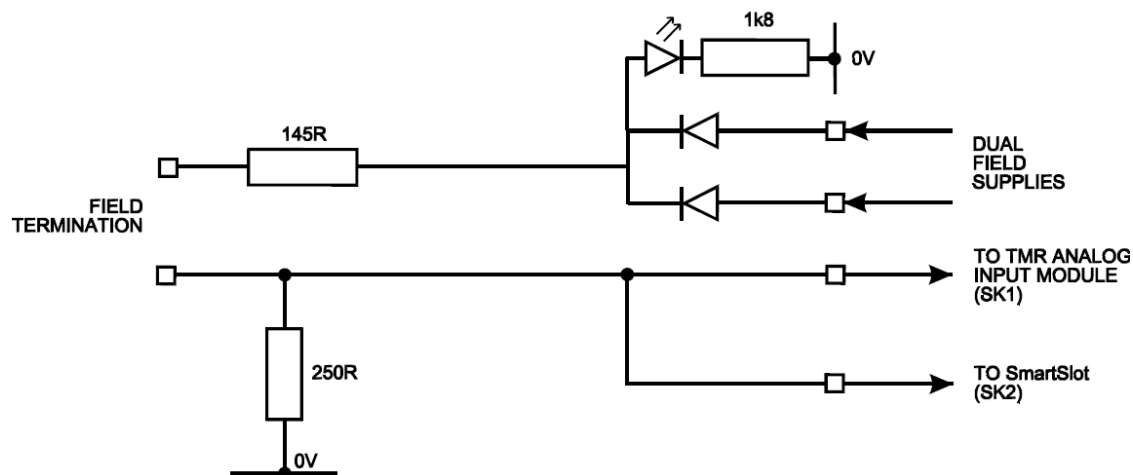 1k8
0V
145R
DUAL
FIELD
SUPPLIES
FIELD
TERMINATION
TO TMR ANALOG
INPUT MODULE
(SK1)
250R
TO SmartSlot
(SK2)
0V